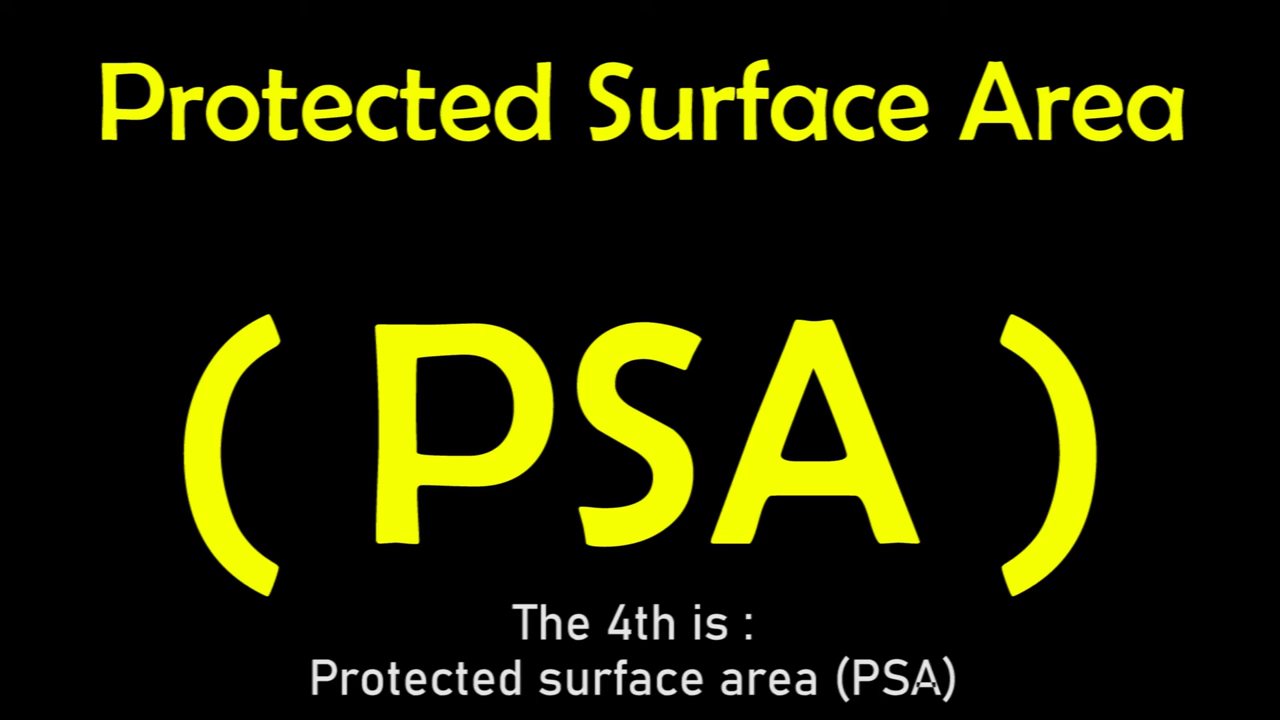 Protected Surface Area
( PSA )
The 4th is :
Protected surface area (PSA)